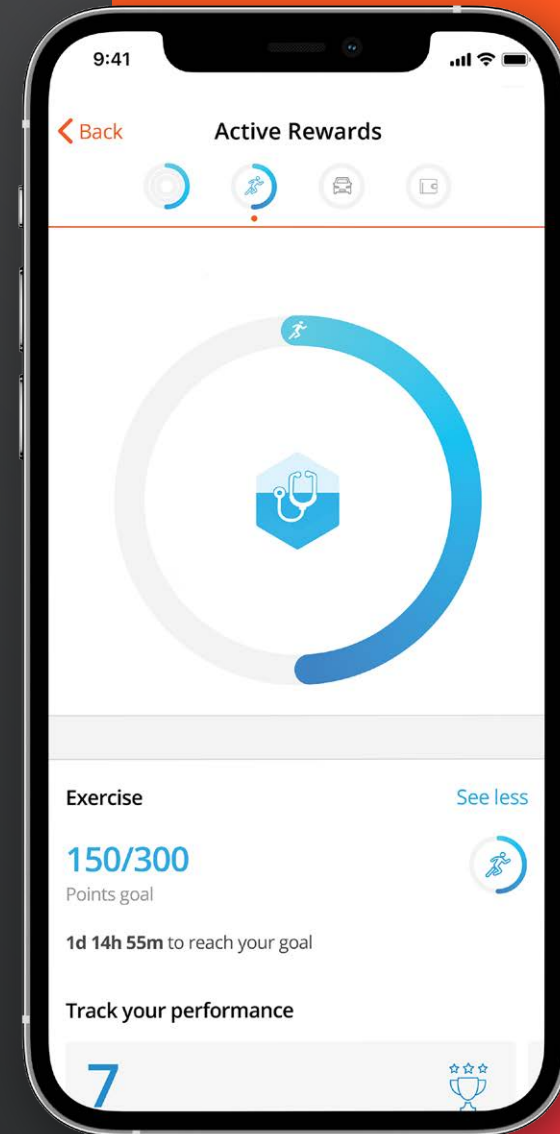 9:41
Back
Active Rewards
Exercise
See less
150/300
Points goal
1d 14h 55m to reach your goal
Track your performance
7